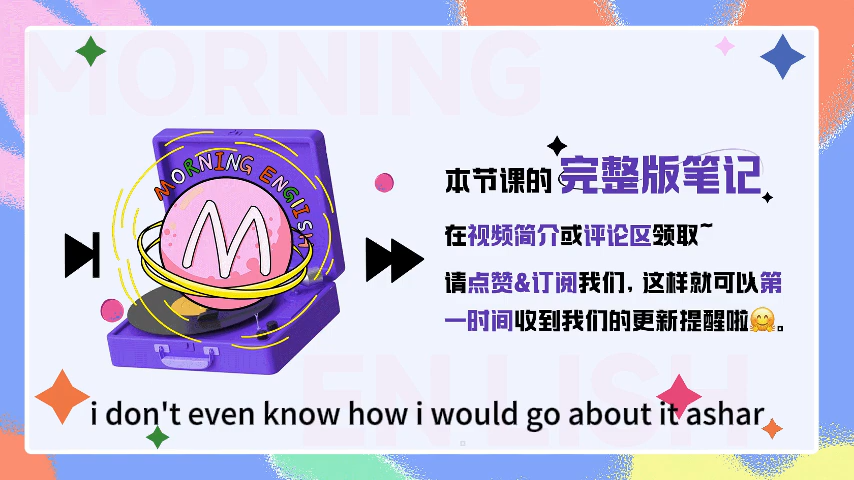 MORNING
MORNING ENGLISH
M
本节课的 完整版笔记
在视频简介或评论区领取~
请点赞&订阅我们, 这样就可以第
一时间收到我们的更新提醒啦🤗。
ENGLISH
i don't even know how i would go about it ashar